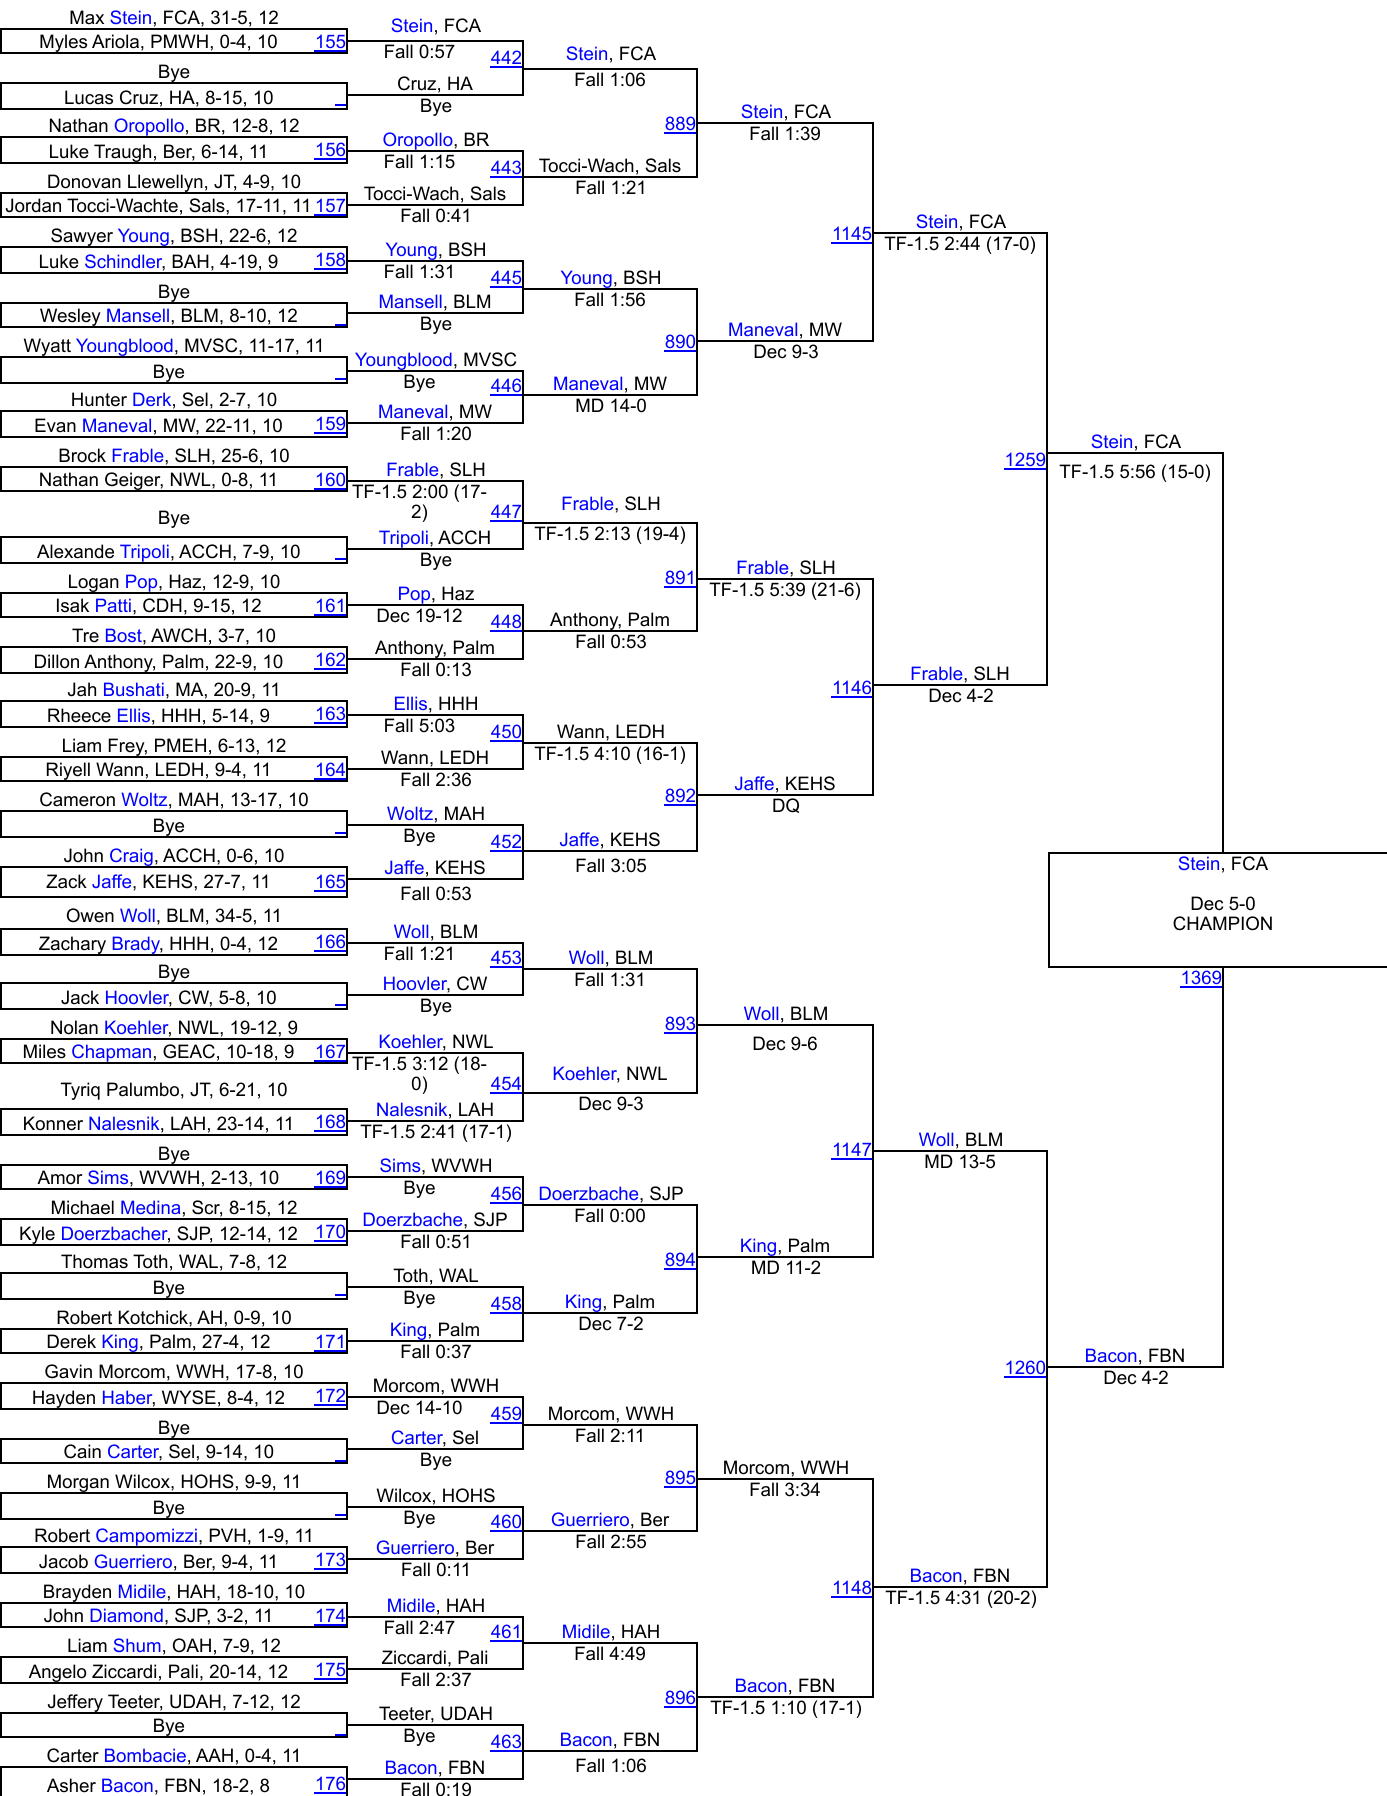 Max Stein, FCA, 31-5, 12
Myles Ariola, PMWH, 0-4, 10
155
Bye
Lucas Cruz, HA, 8-15, 10
Nathan Oropollo, BR, 12-8, 12
Luke Traugh, Ber, 6-14, 11
156
Donovan Llewellyn, JT, 4-9, 10
Jordan Tocci-Wachte, Sals, 17-11, 11
157
Sawyer Young, BSH, 22-6, 12
Luke Schindler, BAH, 4-19, 9
158
Bye
Wesley Mansell, BLM, 8-10, 12
Wyatt Youngblood, MVSC, 11-17, 11
Bye
Hunter Derk, Sel, 2-7, 10
Evan Maneval, MW, 22-11, 10
159
Brock Frable, SLH, 25-6, 10
Nathan Geiger, NWL, 0-8, 11
160
Bye
Alexande Tripoli, ACCH, 7-9, 10
Logan Pop, Haz, 12-9, 10
Isak Patti, CDH, 9-15, 12
161
Tre Bost, AWCH, 3-7, 10
Dillon Anthony, Palm, 22-9, 10
162
Jah Bushati, MA, 20-9, 11
Rheece Ellis, HHH, 5-14, 9
163
Liam Frey, PMEH, 6-13, 12
Riyell Wann, LEDH, 9-4, 11
164
Cameron Woltz, MAH, 13-17, 10
Bye
John Craig, ACCH, 0-6, 10
Zack Jaffe, KEHS, 27-7, 11
165
Owen Woll, BLM, 34-5, 11
Zachary Brady, HHH, 0-4, 12
166
Bye
Jack Hoovler, CW, 5-8, 10
Nolan Koehler, NWL, 19-12, 9
Miles Chapman, GEAC, 10-18, 9
167
Tyriq Palumbo, JT, 6-21, 10
Konner Nalesnik, LAH, 23-14, 11
168
Bye
Amor Sims, WVWH, 2-13, 10
169
Michael Medina, Scr, 8-15, 12
Kyle Doerzbacher, SJP, 12-14, 12
170
Thomas Toth, WAL, 7-8, 12
Bye
Robert Kotchick, AH, 0-9, 10
Derek King, Palm, 27-4, 12
171
Gavin Morcom, WWH, 17-8, 10
Hayden Haber, WYSE, 8-4, 12
172
Bye
Cain Carter, Sel, 9-14, 10
Morgan Wilcox, HOHS, 9-9, 11
Bye
Robert Campomizzi, PVH, 1-9, 11
Jacob Guerriero, Ber, 9-4, 11
173
Brayden Midile, HAH, 18-10, 10
John Diamond, SJP, 3-2, 11
174
Liam Shum, OAH, 7-9, 12
Angelo Ziccardi, Pali, 20-14, 12
175
Jeffery Teeter, UDAH, 7-12, 12
Bye
Carter Bombacie, AAH, 0-4, 11
Asher Bacon, FBN, 18-2, 8
176
Stein, FCA
Fall 0:57
442
Cruz, HA
Bye
Oropollo, BR
Fall 1:15
443
Tocci-Wach, Sals
Fall 0:41
Young, BSH
Fall 1:31
445
Mansell, BLM
Bye
Youngblood, MVSC
Bye
446
Maneval, MW
Fall 1:20
Frable, SLH
TF-1.5 2:00 (17-
2)
447
Tripoli, ACCH
Bye
Pop, Haz
Dec 19-12
448
Anthony, Palm
Fall 0:13
Ellis, HHH
Fall 5:03
450
Wann, LEDH
Fall 2:36
Woltz, MAH
Bye
452
Jaffe, KEHS
Fall 0:53
Woll, BLM
Fall 1:21
453
Hoovler, CW
Bye
Koehler, NWL
TF-1.5 3:12 (18-
0)
454
Nalesnik, LAH
TF-1.5 2:41 (17-1)
Sims, WVWH
Bye
456
Doerzbache, SJP
Fall 0:51
Toth, WAL
Bye
458
King, Palm
Fall 0:37
Morcom, WWH
Dec 14-10
459
Carter, Sel
Bye
Wilcox, HOHS
Bye
460
Guerriero, Ber
Fall 0:11
Midile, HAH
Fall 2:47
461
Ziccardi, Pali
Fall 2:37
Teeter, UDAH
Bye
463
Bacon, FBN
Fall 0:19
Stein, FCA
Fall 1:06
889
Tocci-Wach, Sals
Fall 1:21
Young, BSH
Fall 1:56
890
Maneval, MW
MD 14-0
Frable, SLH
TF-1.5 2:13 (19-4)
891
Anthony, Palm
Fall 0:53
Wann, LEDH
TF-1.5 4:10 (16-1)
892
Jaffe, KEHS
Fall 3:05
Woll, BLM
Fall 1:31
893
Koehler, NWL
Dec 9-3
Doerzbache, SJP
Fall 0:00
894
King, Palm
Dec 7-2
Morcom, WWH
Fall 2:11
895
Guerriero, Ber
Fall 2:55
Midile, HAH
Fall 4:49
896
Bacon, FBN
Fall 1:06
Stein, FCA
Fall 1:39
1145
Maneval, MW
Dec 9-3
Frable, SLH
TF-1.5 5:39 (21-6)
1146
Jaffe, KEHS
DQ
Woll, BLM
Dec 9-6
1147
King, Palm
MD 11-2
Morcom, WWH
Fall 3:34
1148
Bacon, FBN
TF-1.5 1:10 (17-1)
Stein, FCA
TF-1.5 2:44 (17-0)
1259
Frable, SLH
Dec 4-2
Woll, BLM
MD 13-5
1260
Bacon, FBN
TF-1.5 4:31 (20-2)
Stein, FCA
TF-1.5 5:56 (15-0)
Bacon, FBN
Dec 4-2
Stein, FCA
Dec 5-0
CHAMPION
1369